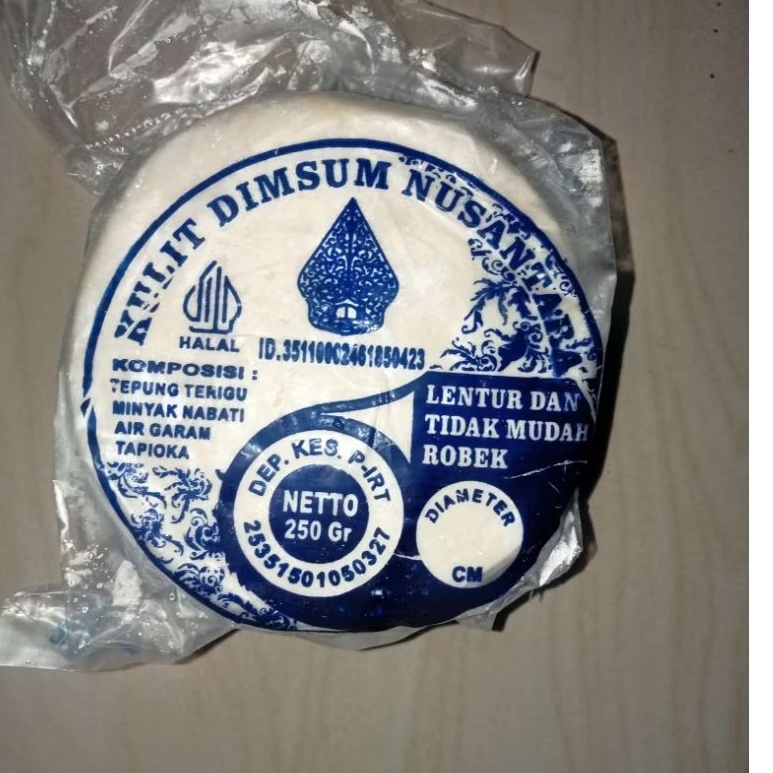 KULIT DIMSUM NUSANTARA
HALAL
ID.35110002461850423
KOMPOSISI :
TEPUNG TERIGU
MINYAK NABATI
AIR GARAM
TAPIOKA
LENTUR DAN
TIDAK MUDAH
ROBEK
DEP. KES. P-IRT
NETTO
250 Gr
25351501050327
DIAMETER
CM